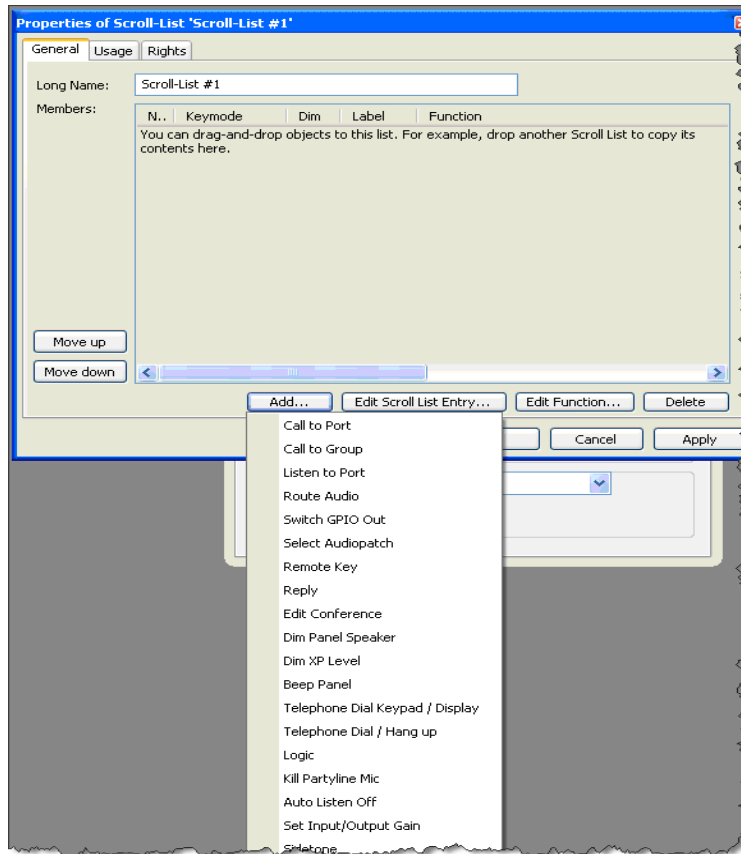 Properties of Scroll-List 'Scroll-List #1'
General Usage Rights
Long Name: Scroll-List #1
Members:
N.. Keymode Dim Label Function
You can drag-and-drop objects to this list. For example, drop another Scroll List to copy its
contents here.
Move up
Move down
Add... Edit Scroll List Entry... Edit Function... Delete
Cancel Apply
Call to Port
Call to Group
Listen to Port
Route Audio
Switch GPIO Out
Select Audiopatch
Remote Key
Reply
Edit Conference
Dim Panel Speaker
Dim XP Level
Beep Panel
Telephone Dial Keypad / Display
Telephone Dial / Hang up
Logic
Kill Partyline Mic
Auto Listen Off
Set Input/Output Gain
Sidetone